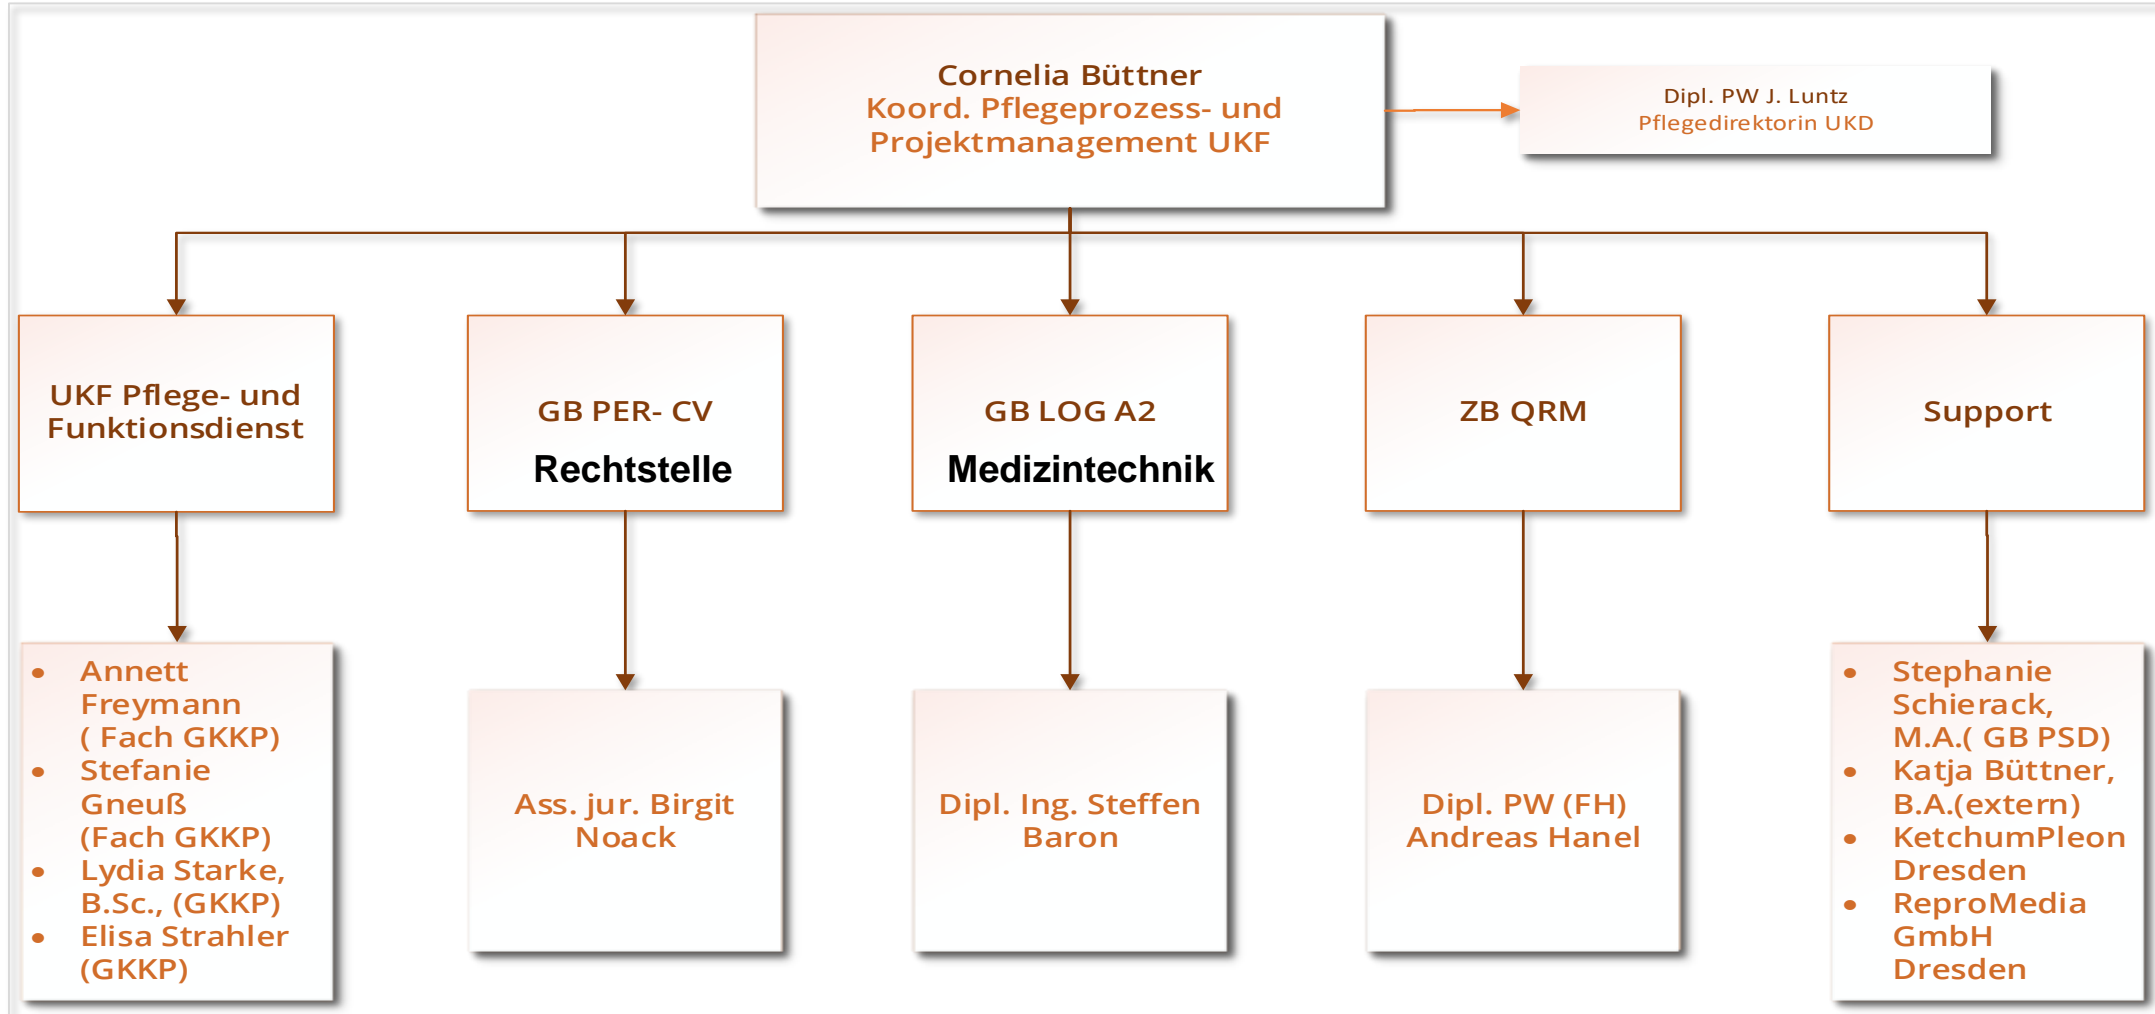 Cornelia Büttner
Koord. Pflegeprozess- und
Projektmanagement UKF
Dipl. PW J. Luntz
Pflegedirektorin UKD
UKF Pflege- und
Funktionsdienst
GB PER- CV
Rechtstelle
GB LOG A2
Medizintechnik
ZB QRM
Support
• Annett
Freymann
( Fach GKKP)
• Stefanie
Gneuß
(Fach GKKP)
• Lydia Starke,
B.Sc., (GKKP)
• Elisa Strahler
(GKKP)
Ass. jur. Birgit
Noack
Dipl. Ing. Steffen
Baron
Dipl. PW (FH)
Andreas Hanel
• Stephanie
Schierack,
M.A.( GB PSD)
• Katja Büttner,
B.A.(extern)
• KetchumPleon
Dresden
• ReproMedia
GmbH
Dresden